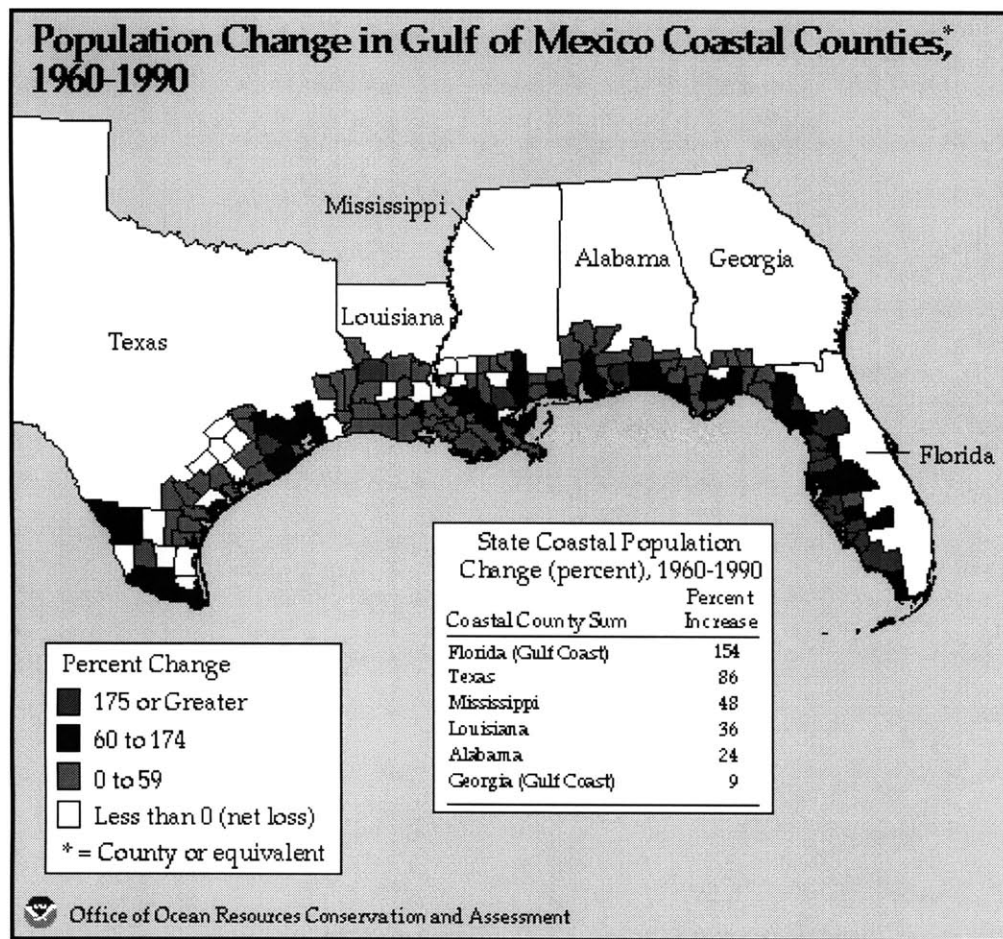 Population Change in Gulf of Mexico Coastal Counties,*
1960-1990
Mississippi
Alabama
Georgia
Louisiana
Texas
Florida
State Coastal Population
Change (percent), 1960-1990
Percent
Coastal County Sum Increase
Florida (Gulf Coast) 154
Texas 86
Mississippi 48
Louisiana 36
Alabama 24
Georgia (Gulf Coast) 9
Percent Change
175 or Greater
60 to 174
0 to 59
Less than 0 (net loss)
* = County or equivalent
Office of Ocean Resources Conservation and Assessment